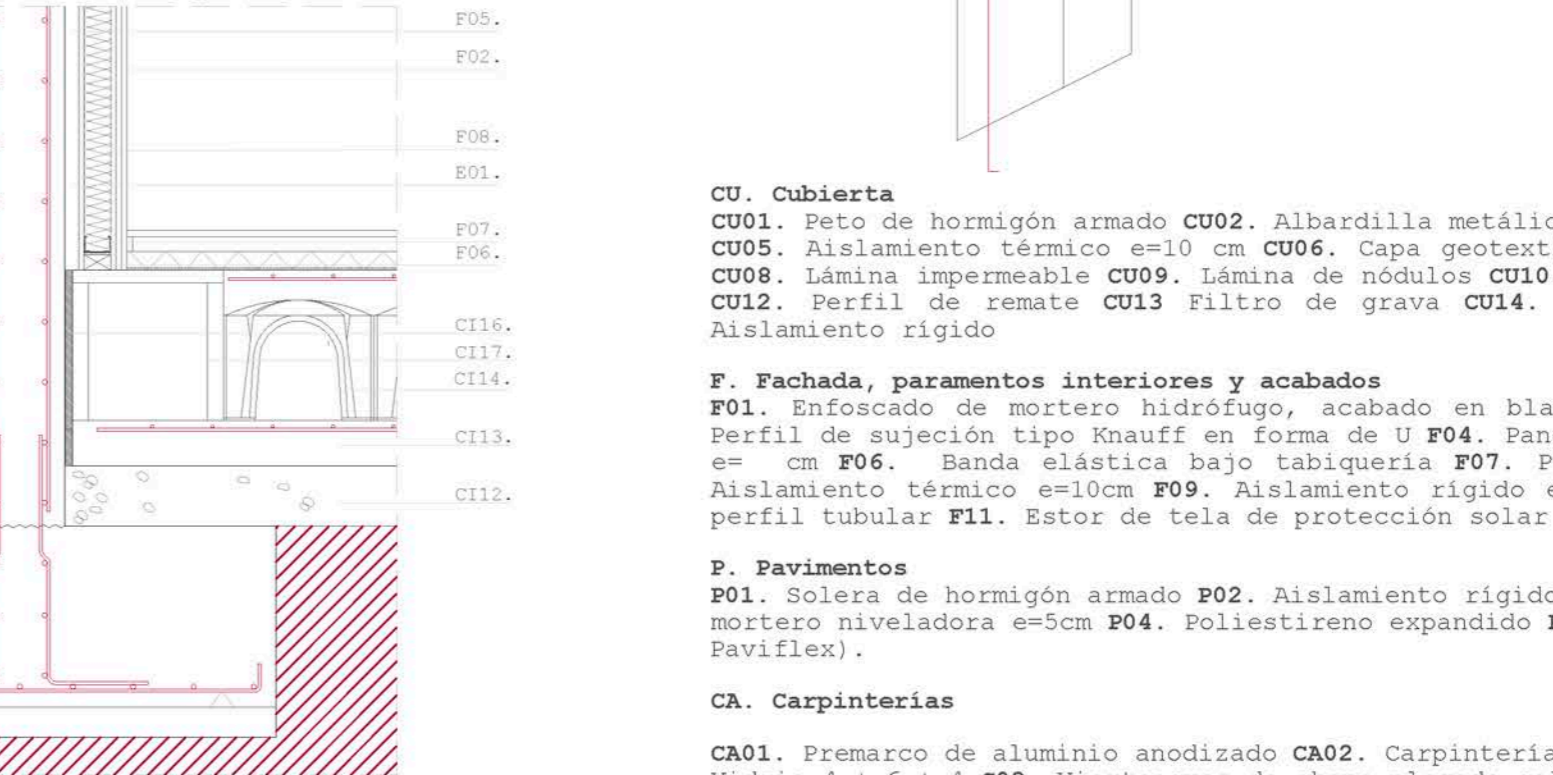 F05.
F02.
F08.
E01.
F07.
F06.
CI16.
CI17.
CI14.
CI13.
CI12.
CU. Cubierta
CU01. Peto de hormigón armado CU02. Albardilla metálic
CU05. Aislamiento térmico e=10 cm CU06. Capa geotext
CU08. Lámina impermeable CU09. Lámina de nódulos CU10
CU12. Perfil de remate CU13 Filtro de grava CU14.
Aislamiento rígido
F. Fachada, paramentos interiores y acabados
F01. Enfoscado de mortero hidrófugo, acabado en bla
Perfil de sujeción tipo Knauff en forma de U F04. Pan
e= cm F06. Banda elástica bajo tabiquería F07. P
Aislamiento térmico e=10cm F09. Aislamiento rígido e
perfil tubular F11. Estor de tela de protección solar
P. Pavimentos
P01. Solera de hormigón armado P02. Aislamiento rígido
mortero niveladora e=5cm P04. Poliestireno expandido
Paviflex).
CA. Carpinterías
CA01. Premarco de aluminio anodizado CA02. Carpintería